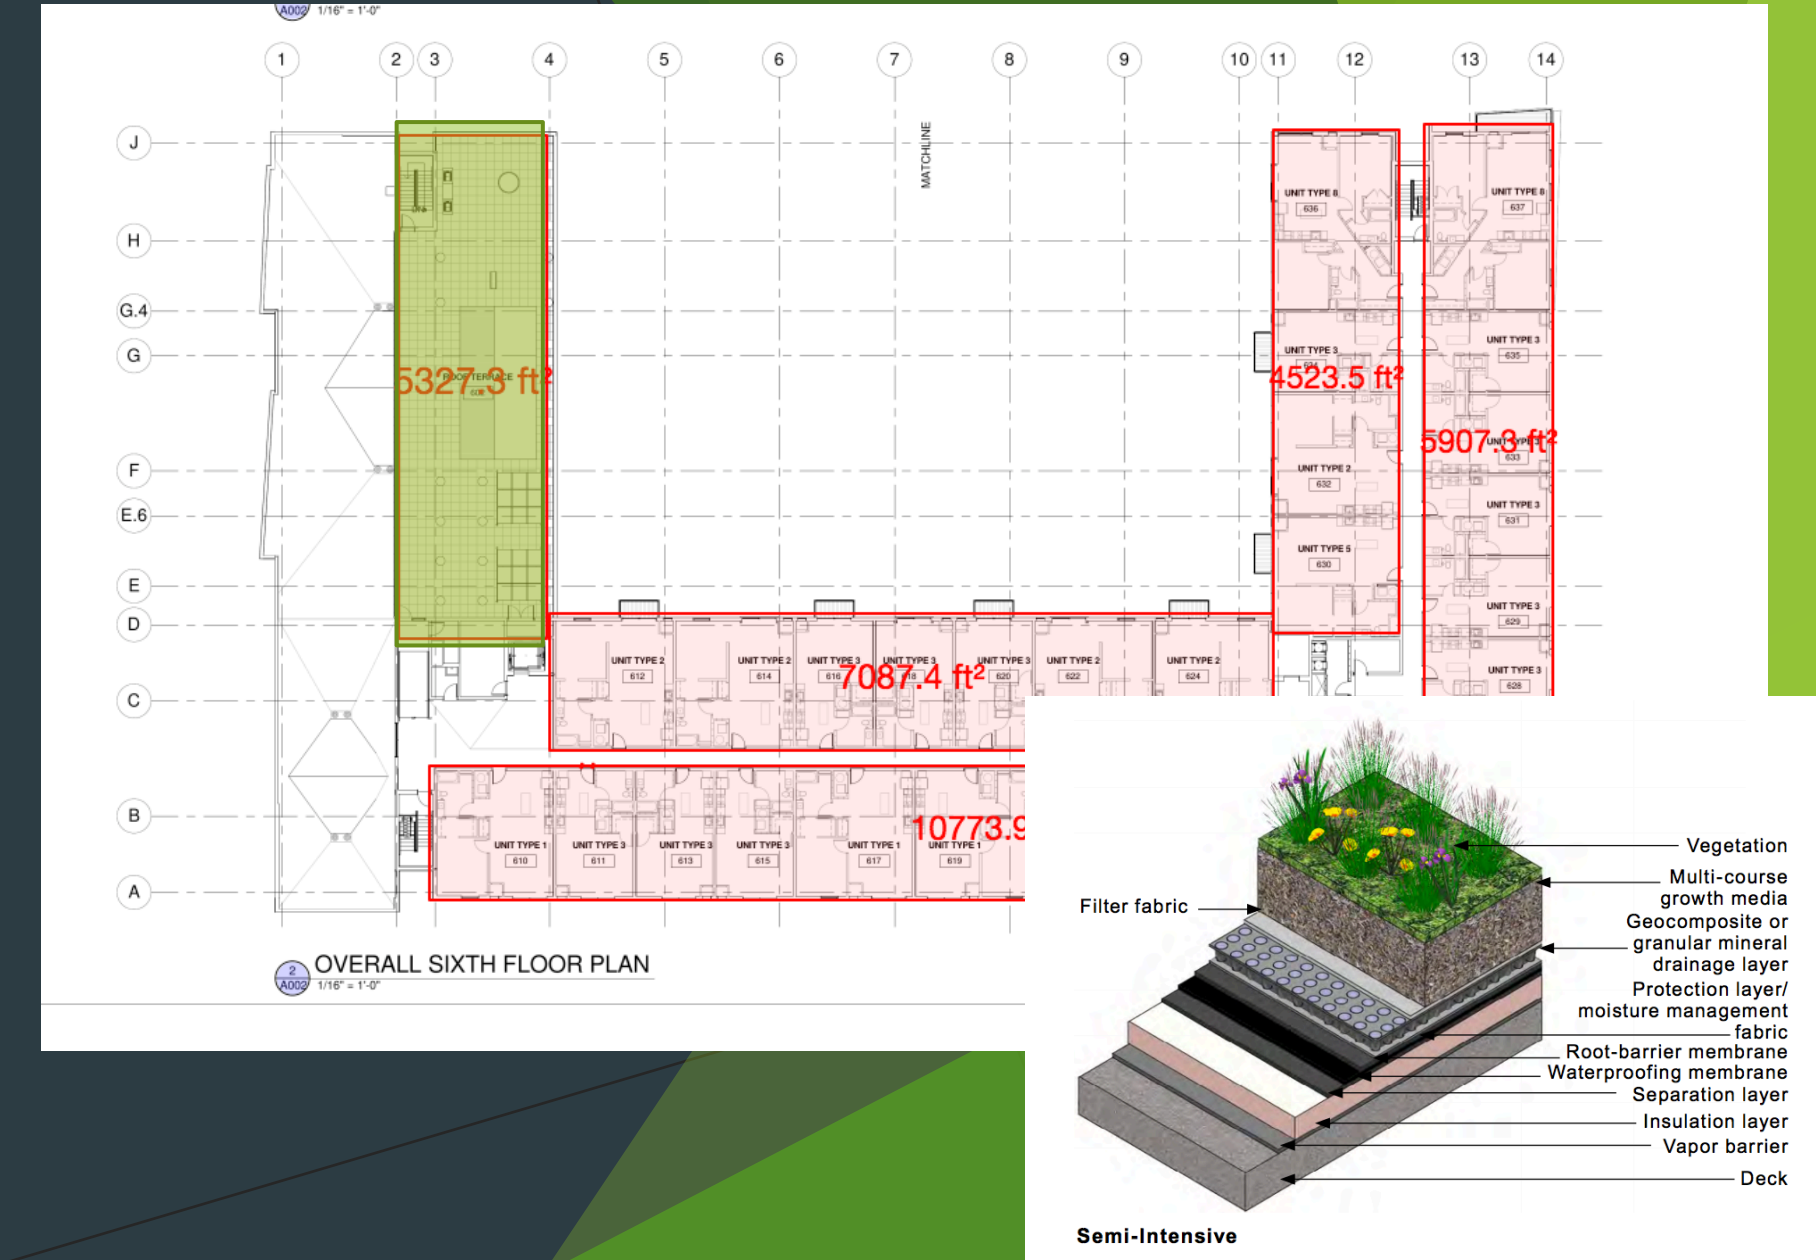 A002
1/16" = 1'-0"
1 2 3 4 5 6 7 8 9 10 11 12 13 14
J
H
G.4
G
F
E.6
E
D
C
B
A
MATCHLINE
ROOF TERRACE
5327.3 ft²
UNIT TYPE 8
636
UNIT TYPE 3
4523.5 ft²
UNIT TYPE 2
632
UNIT TYPE 5
630
UNIT TYPE 8
637
UNIT TYPE 3
635
5907.3 ft²
UNIT TYPE 3
633
UNIT TYPE 3
631
UNIT TYPE 3
629
UNIT TYPE 3
628
UNIT TYPE 2 UNIT TYPE 2 UNIT TYPE 3 UNIT TYPE 3 UNIT TYPE 3 UNIT TYPE 2 UNIT TYPE 2
612 614 616 618 620 622 624
7087.4 ft²
10773.9
UNIT TYPE 1 UNIT TYPE 3 UNIT TYPE 3 UNIT TYPE 3 UNIT TYPE 1 UNIT TYPE 1
610 611 613 615 617 619
2
A002
OVERALL SIXTH FLOOR PLAN
1/16" = 1'-0"
Filter fabric
Vegetation
Multi-course
growth media
Geocomposite or
granular mineral
drainage layer
Protection layer/
moisture management
fabric
Root-barrier membrane
Waterproofing membrane
Separation layer
Insulation layer
Vapor barrier
Deck
Semi-Intensive